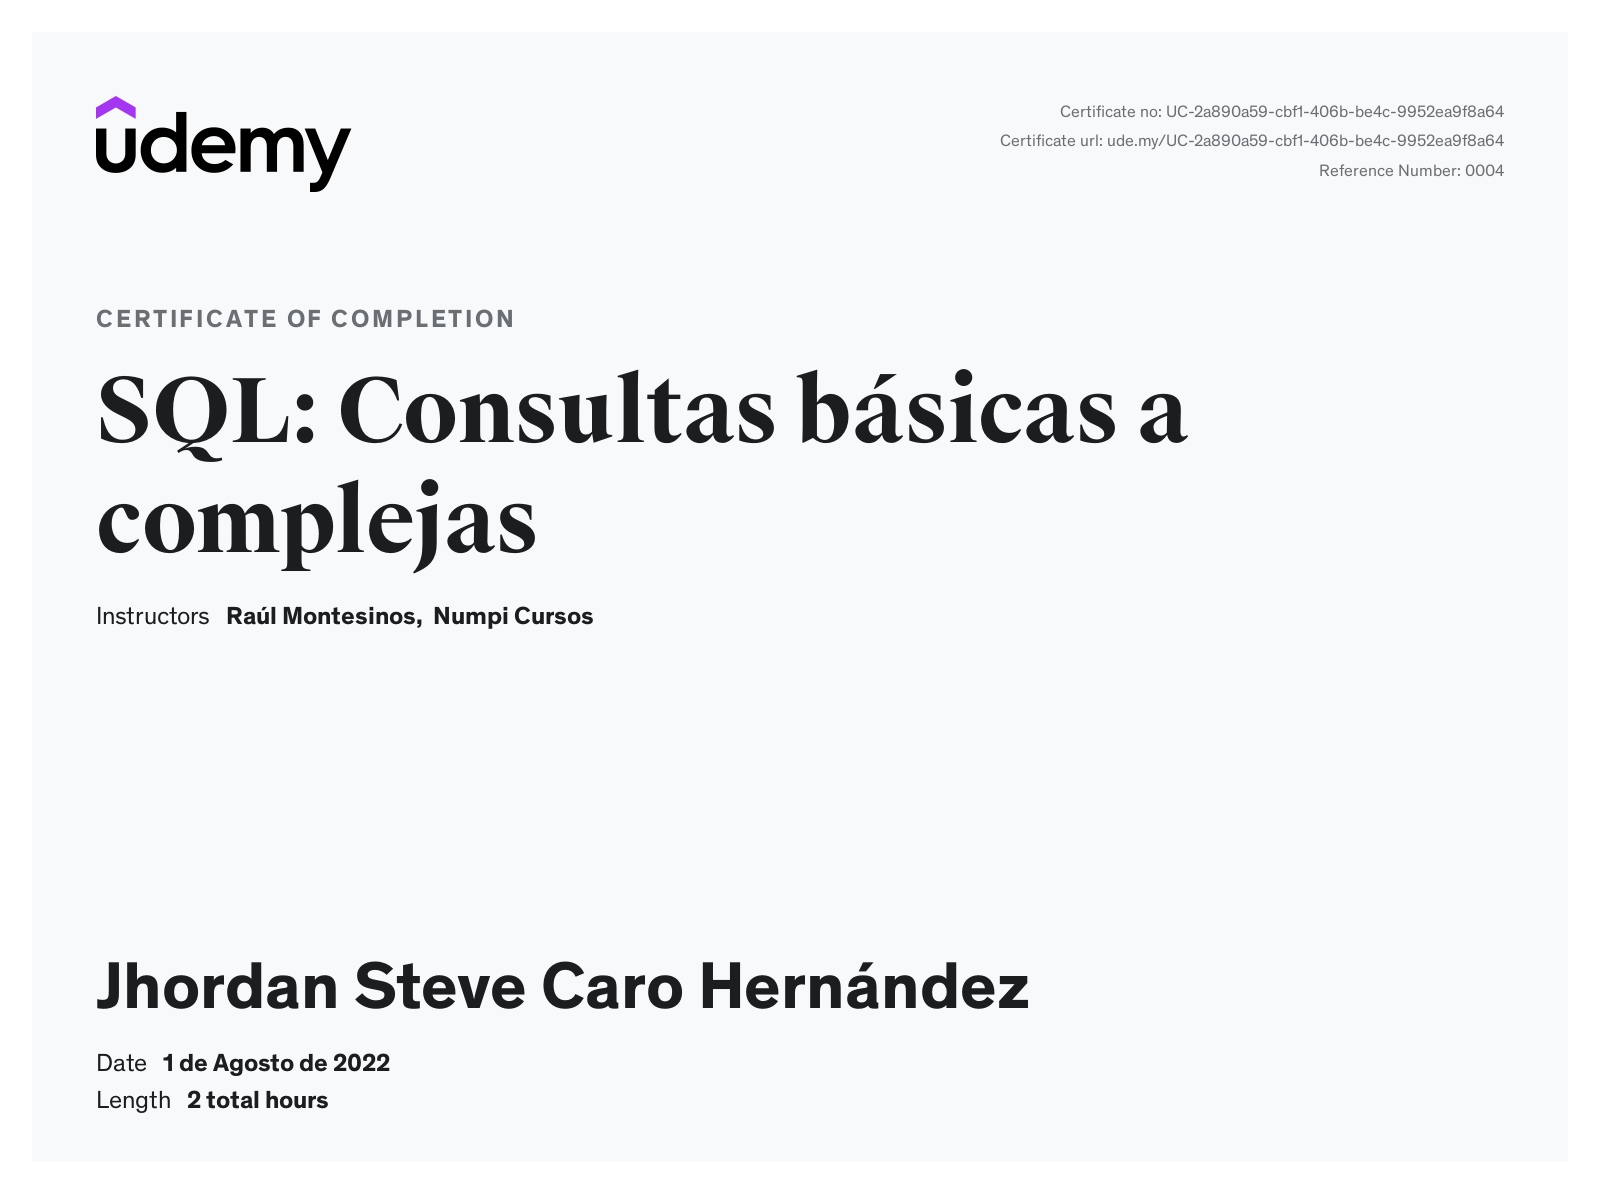 udemy
Certificate no: UC-2a890a59-cbf1-406b-be4c-9952ea9f8a64
Certificate url: ude.my/UC-2a890a59-cbf1-406b-be4c-9952ea9f8a64
Reference Number: 0004
CERTIFICATE OF COMPLETION
SQL: Consultas básicas a
complejas
Instructors Raúl Montesinos, Numpi Cursos
Jhordan Steve Caro Hernández
Date 1 de Agosto de 2022
Length 2 total hours